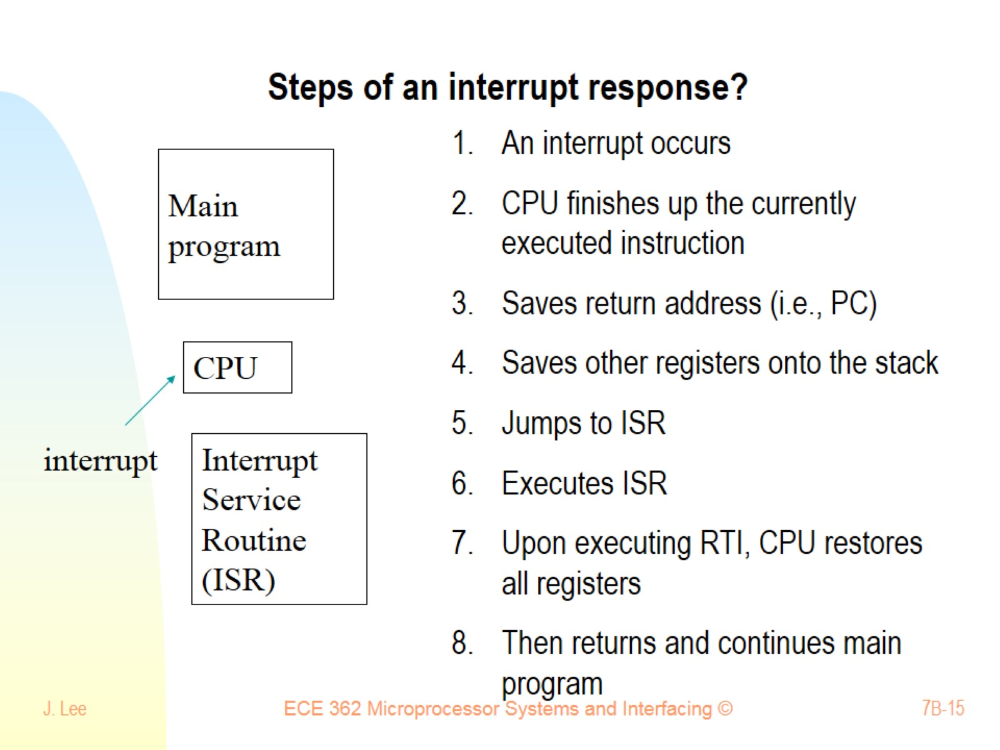 Steps of an interrupt response?
Main
program
CPU
interrupt
Interrupt
Service
Routine
(ISR)
1. An interrupt occurs
2. CPU finishes up the currently
executed instruction
3. Saves return address (i.e., PC)
4. Saves other registers onto the stack
5. Jumps to ISR
6. Executes ISR
7. Upon executing RTI, CPU restores
all registers
8. Then returns and continues main
program
J. Lee
ECE 362 Microprocessor Systems and Interfacing ©
7B-15